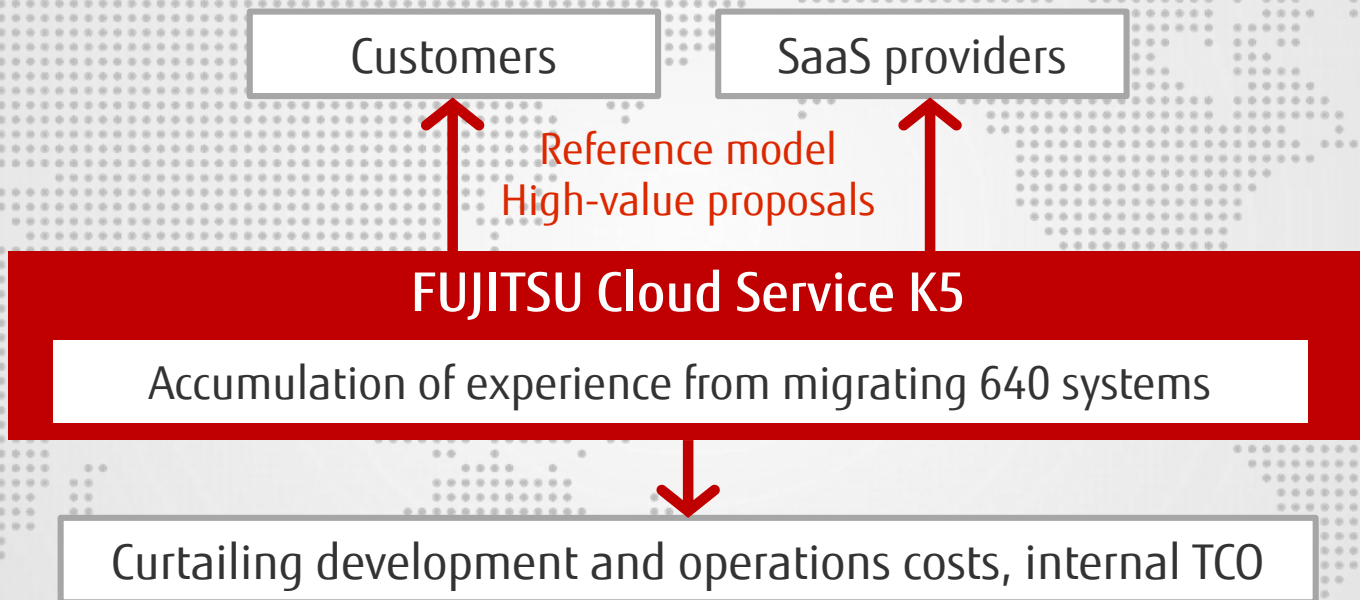 Customers
SaaS providers
Reference model
High-value proposals
FUJITSU Cloud Service K5
Accumulation of experience from migrating 640 systems
Curtailing development and operations costs, internal TCO